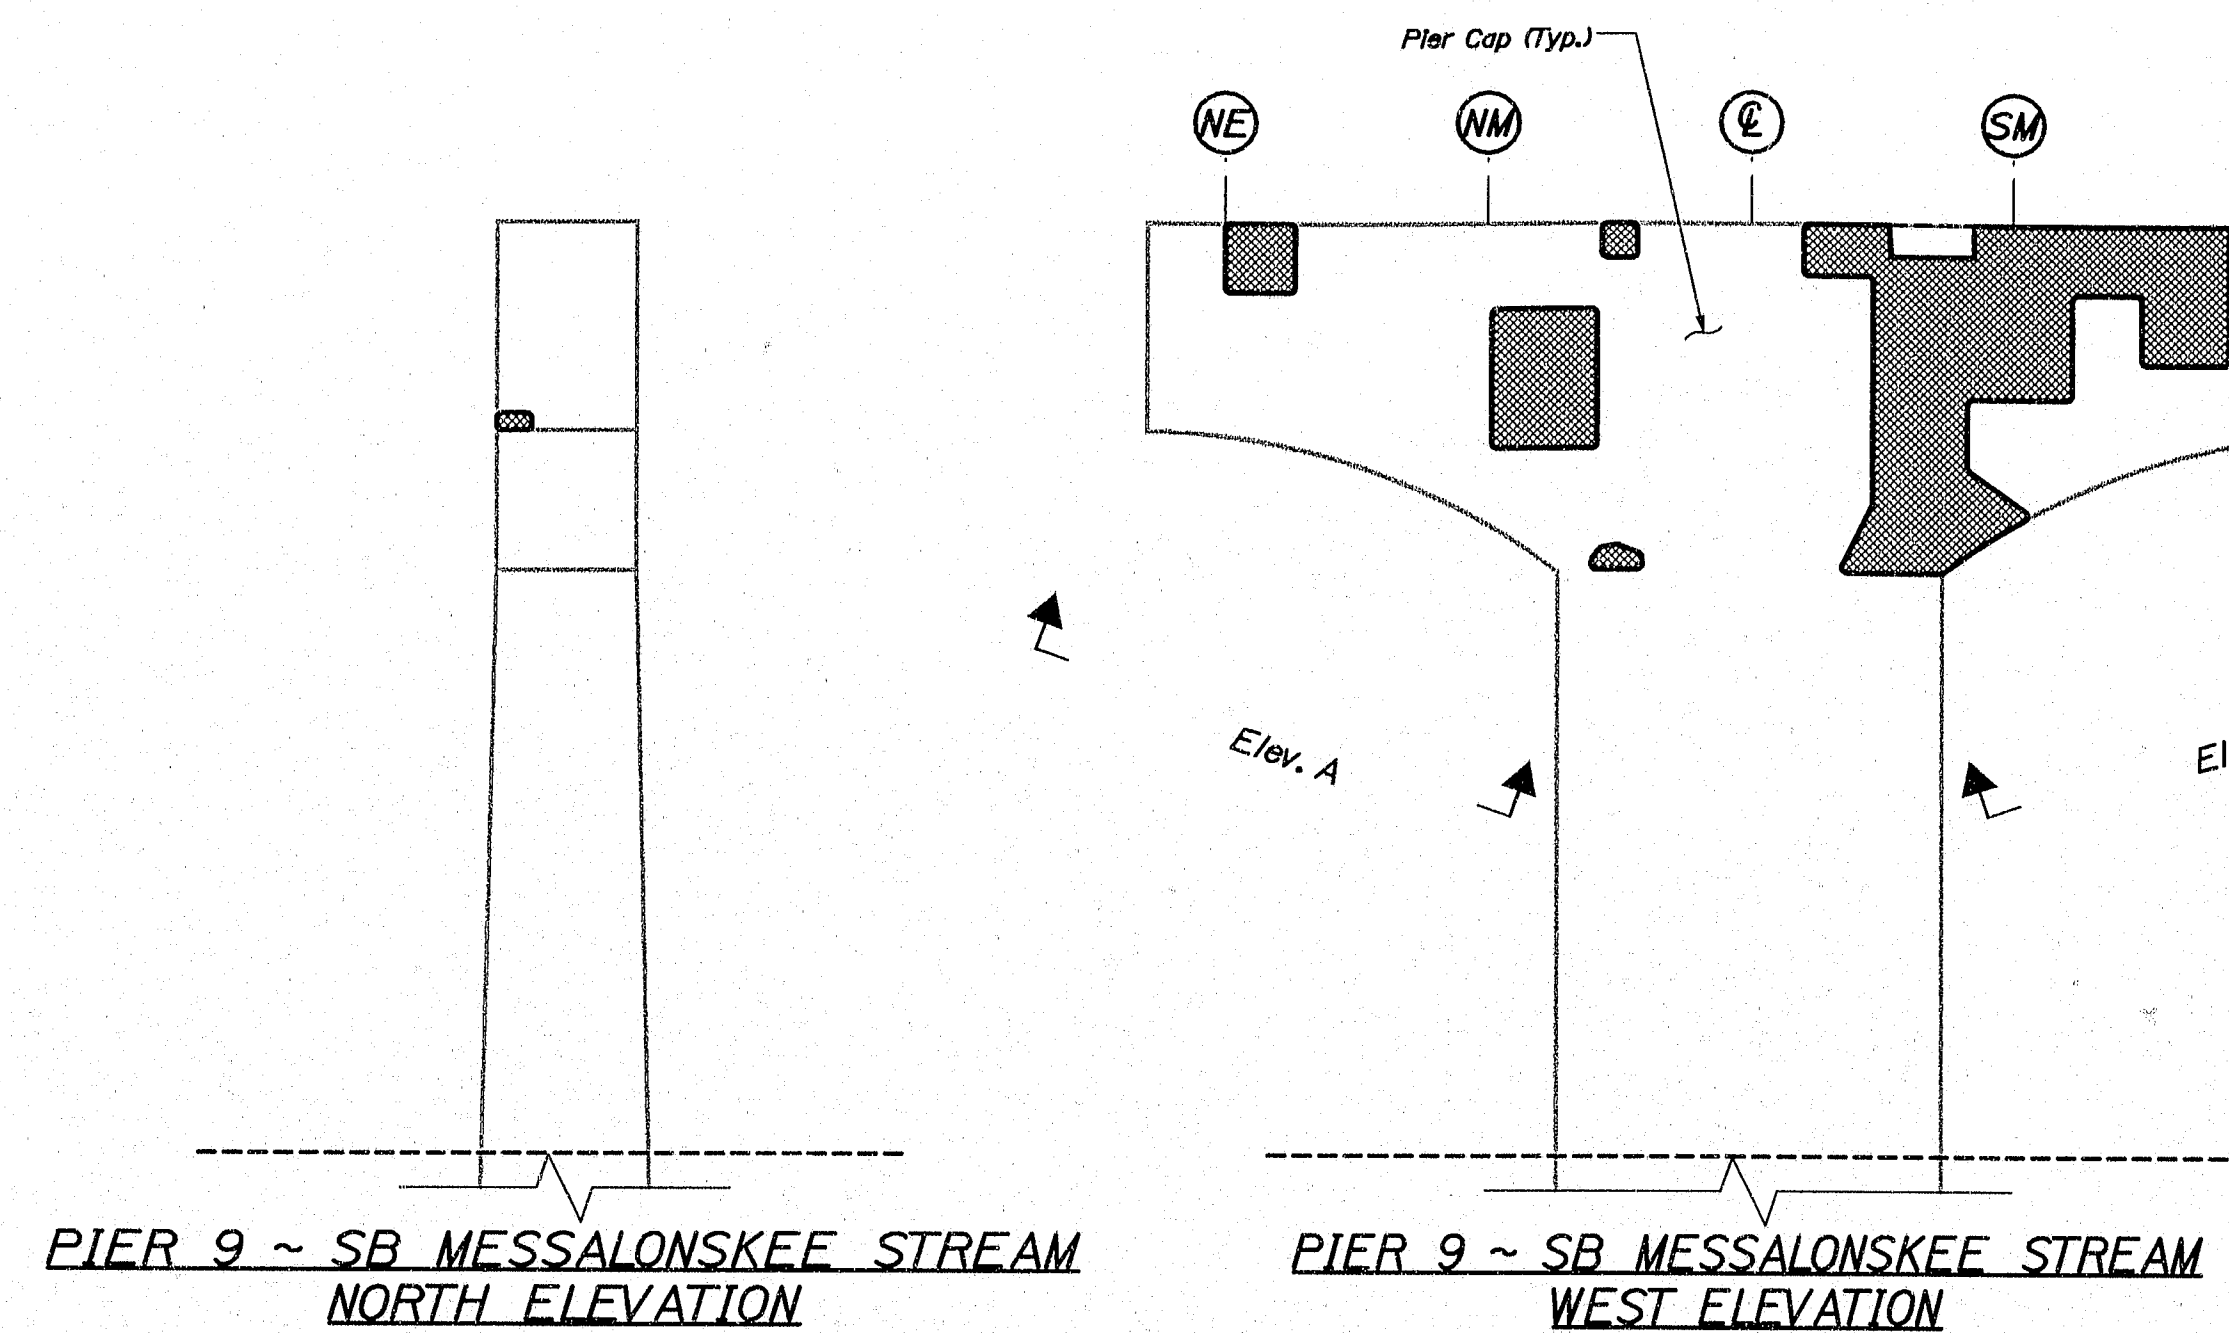 Pier Cap (Typ.)
NE NM ℄ SM
Elev. A
El
PIER 9 ~ SB MESSALONSKEE STREAM
NORTH ELEVATION
PIER 9 ~ SB MESSALONSKEE STREAM
WEST ELEVATION